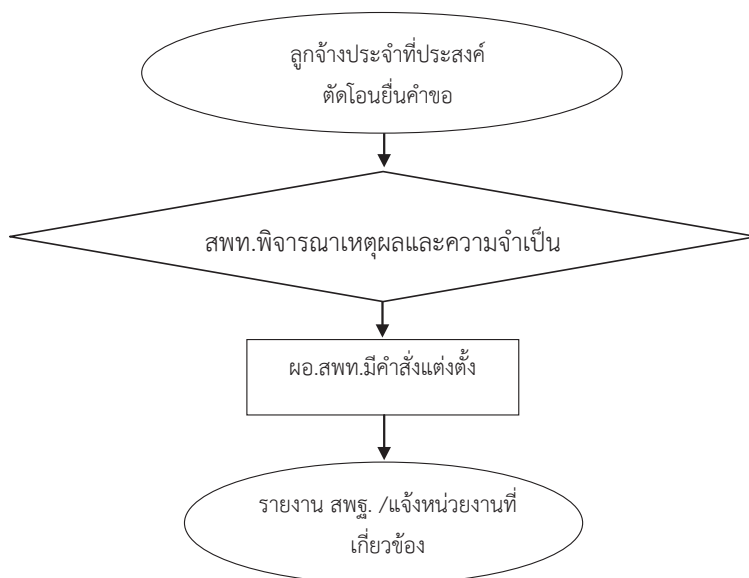 ลูกจ้างประจำที่ประสงค์
ตัดโอนยื่นคำขอ
สพท.พิจารณาเหตุผลและความจำเป็น
ผอ.สพท.มีคำสั่งแต่งตั้ง
รายงาน สพฐ. /แจ้งหน่วยงานที่
เกี่ยวข้อง